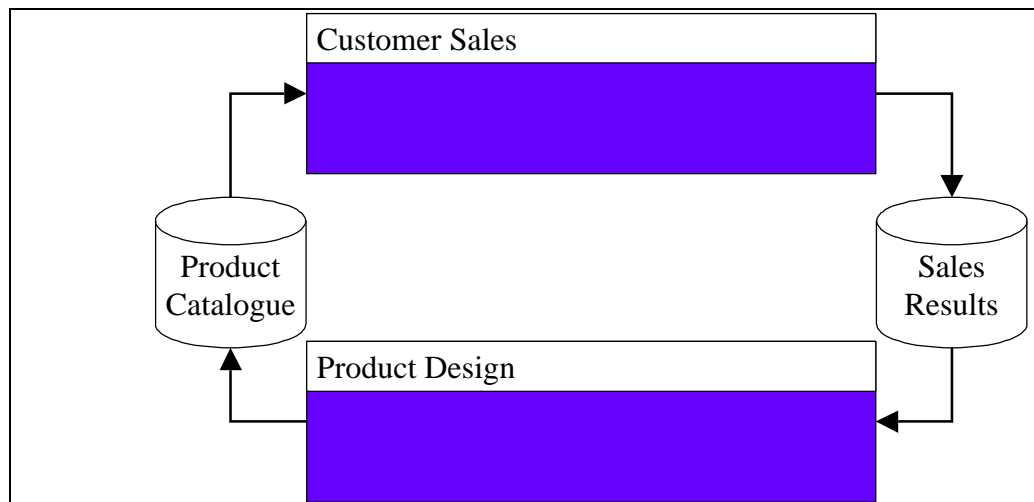 Customer Sales
Product
Catalogue
Sales
Results
Product Design